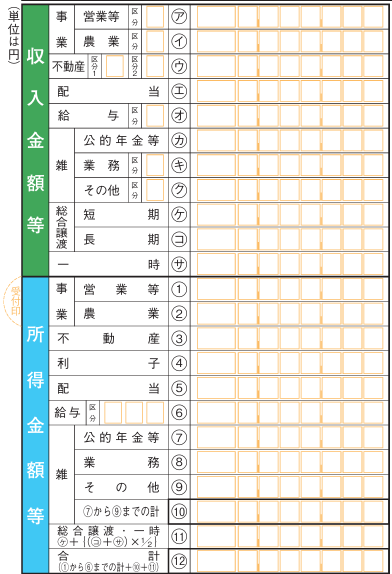 (単位は円)
収入金額等
事業
営業等 区分 ㋐
農業 区分 ㋑
不動産 区分1 区分2 ㋒
配当 ㋓
給与 区分 ㋔
雑
公的年金等 ㋕
業務 区分 ㋖
その他 区分 ㋗
総合譲渡
短期 ㋘
長期 ㋙
一時 ㋚
受付印
所得金額等
事業
営業等 ①
農業 ②
不動産 ③
利子 ④
配当 ⑤
給与 区分 ⑥
雑
公的年金等 ⑦
業務 ⑧
その他 ⑨
⑦から⑨までの計 ⑩
総合譲渡・一時 ⑪
㋘+{(㋙+㋚)×½}
合計 ⑫
(①から⑥までの計+⑩+⑪)